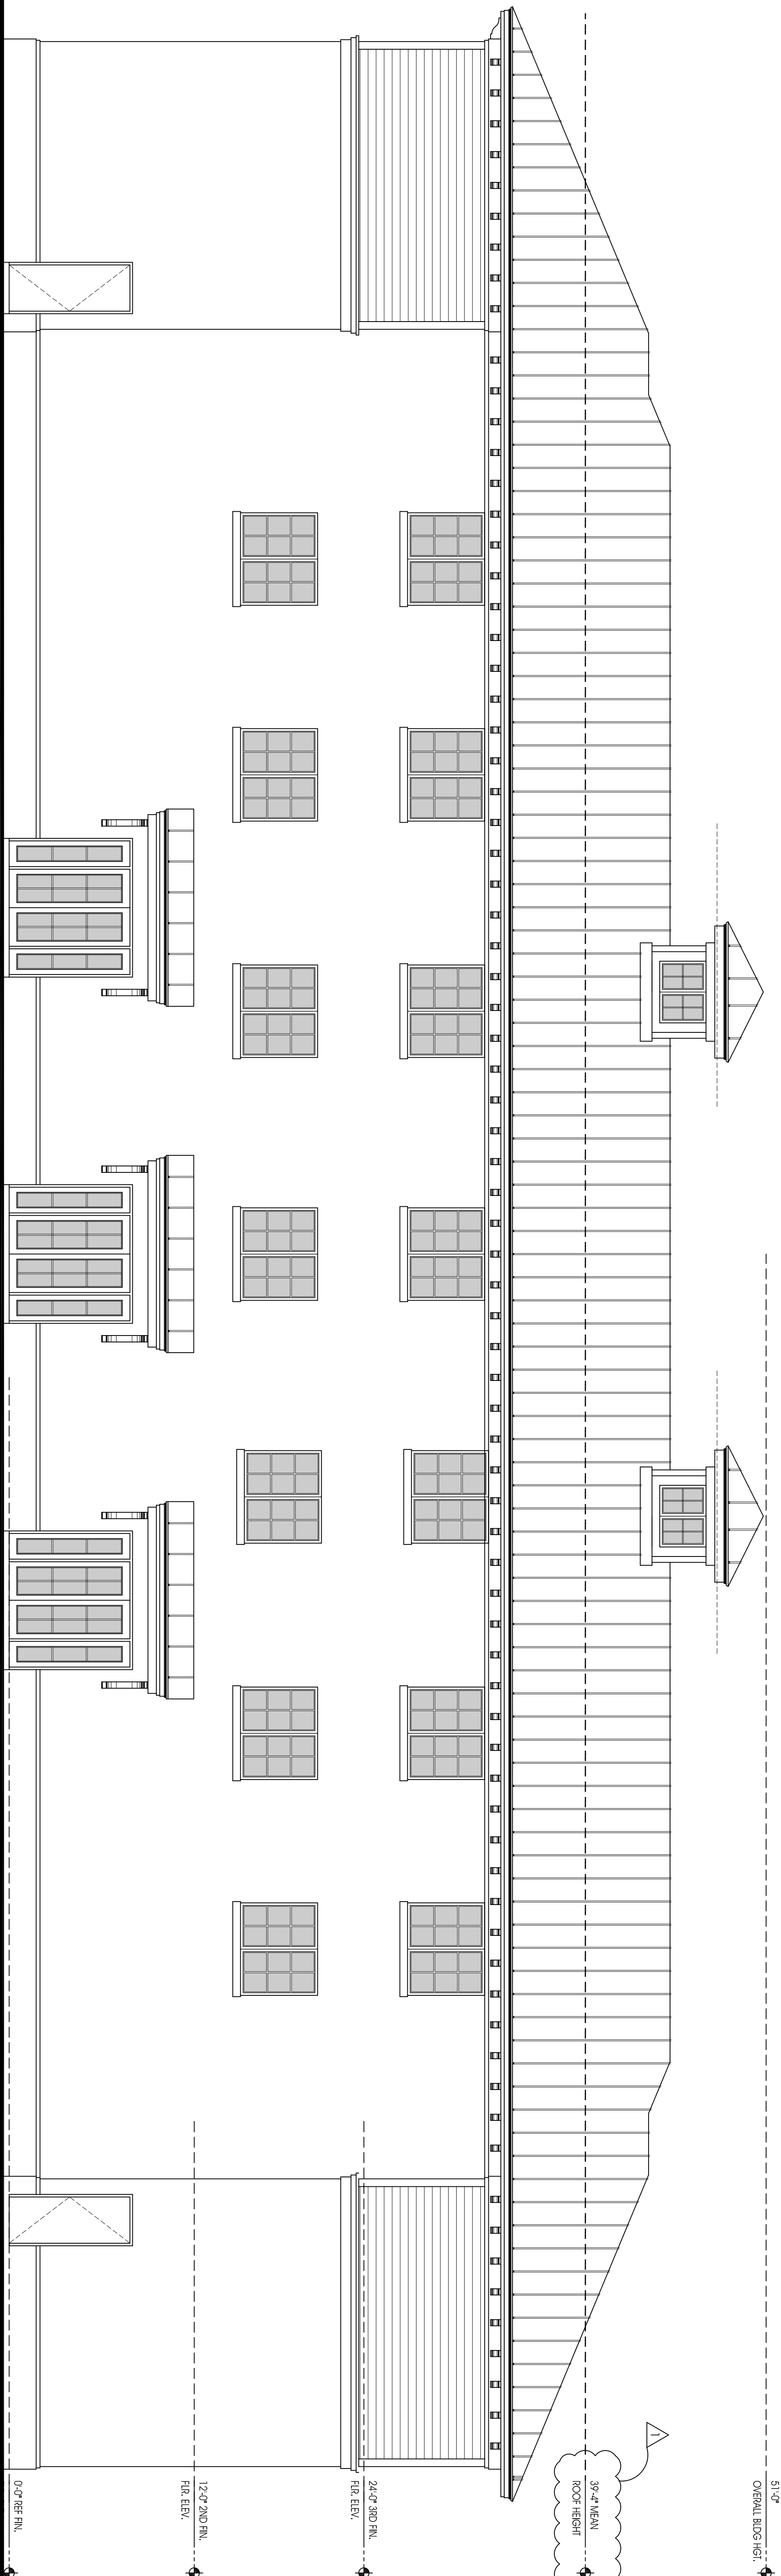 51'-0"
OVERALL BLDG HGT.
1
39'-4" MEAN
ROOF HEIGHT
24'-0" 3RD FIN.
FLR. ELEV.
12'-0" 2ND FIN.
FLR. ELEV.
0'-0" REF FIN.